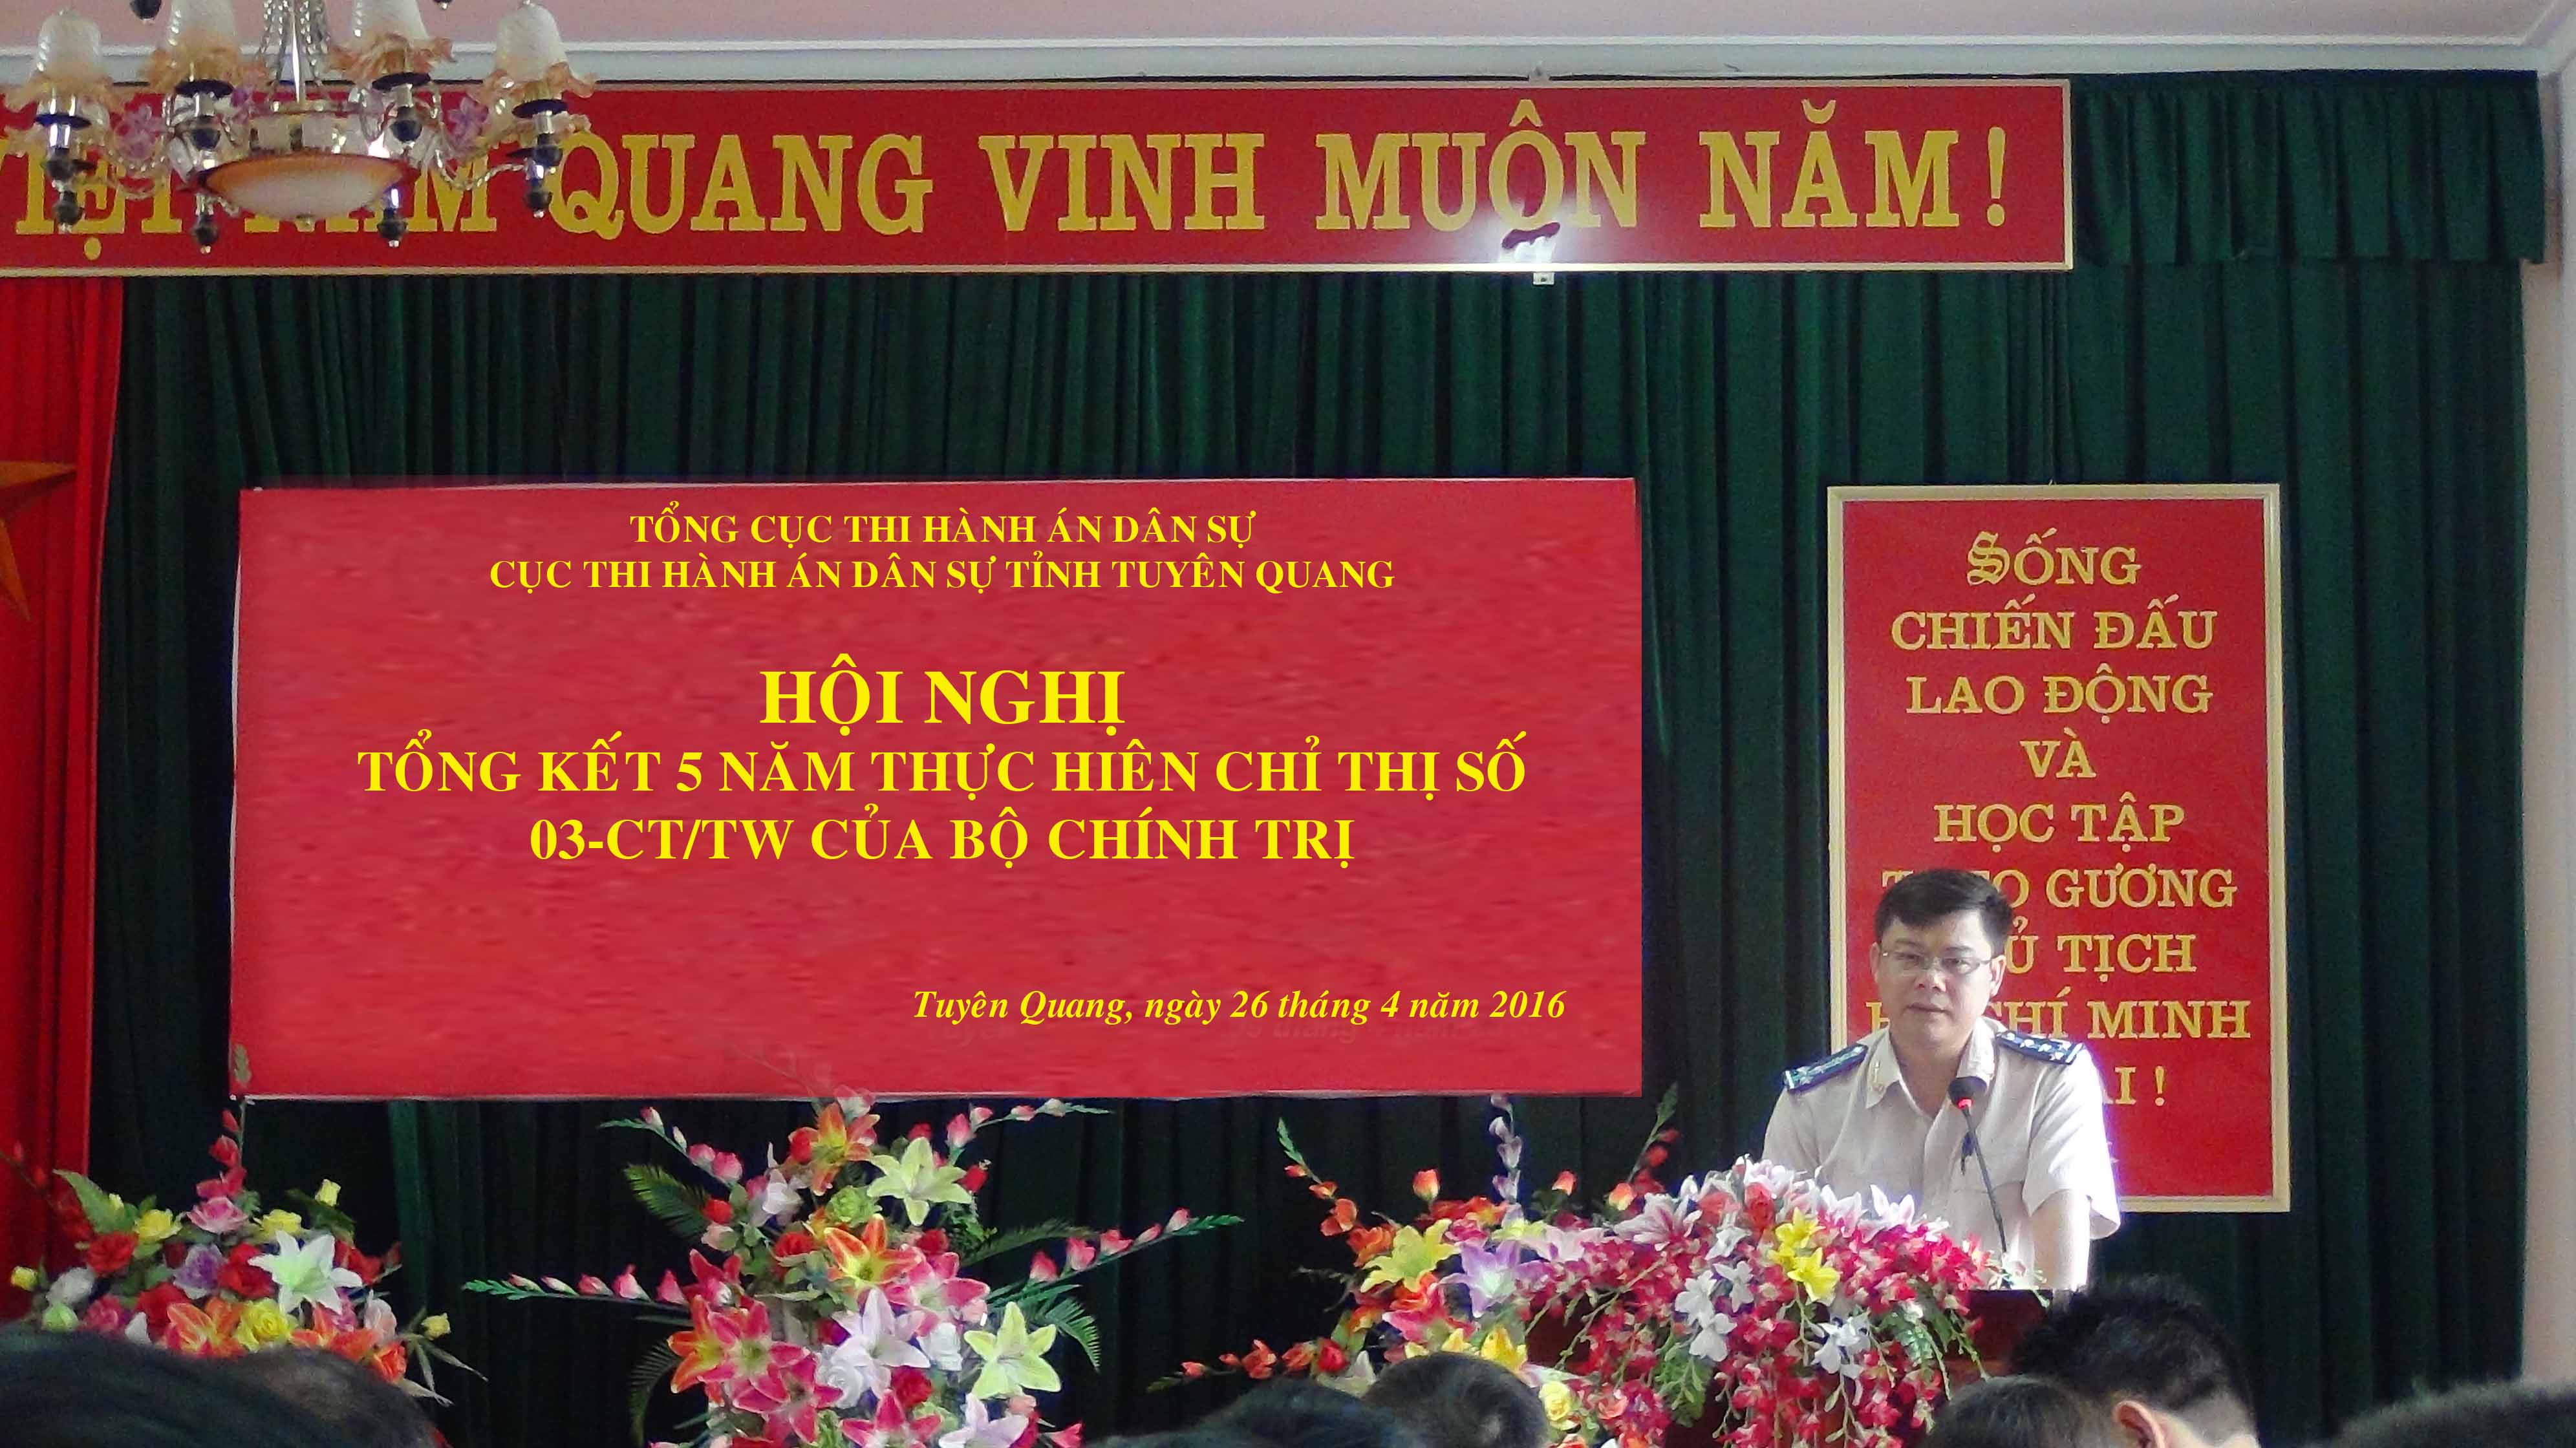 QUANG VINH MUÔN NĂM!
TỔNG CỤC THI HÀNH ÁN DÂN SỰ
CỤC THI HÀNH ÁN DÂN SỰ TỈNH TUYÊN QUANG
HỘI NGHỊ
TỔNG KẾT 5 NĂM THỰC HIÊN CHỈ THỊ SỐ
03-CT/TW CỦA BỘ CHÍNH TRỊ
Tuyên Quang, ngày 26 tháng 4 năm 2016
SỐNG
CHIẾN ĐẤU
LAO ĐỘNG
VÀ
HỌC TẬP
GƯƠNG
TỊCH
CHÍ MINH